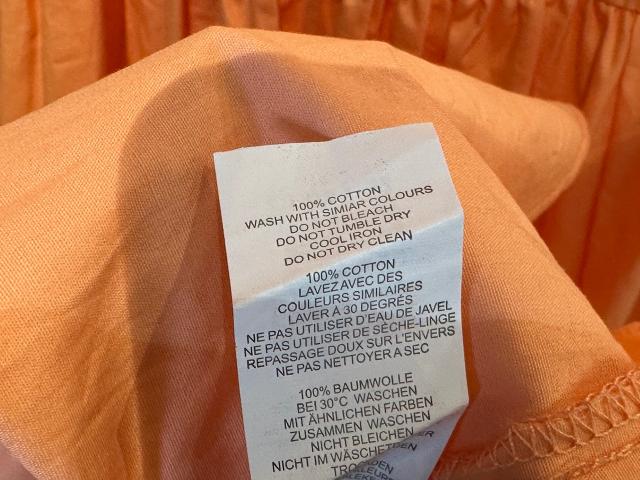 100% COTTON
WASH WITH SIMIAR COLOURS
DO NOT BLEACH
DO NOT TUMBLE DRY
COOL IRON
DO NOT DRY CLEAN
100% COTTON
LAVEZ AVEC DES
COULEURS SIMILAIRES
LAVER À 30 DEGRÉS
NE PAS UTILISER D'EAU DE JAVEL
NE PAS UTILISER DE SÈCHE-LINGE
REPASSAGE DOUX SUR L'ENVERS
NE PAS NETTOYER A SEC
100% BAUMWOLLE
BEI 30°C WASCHEN
MIT ÄHNLICHEN FARBEN
ZUSAMMEN WASCHEN
NICHT BLEICHEN
NICHT IM WÄSCHE